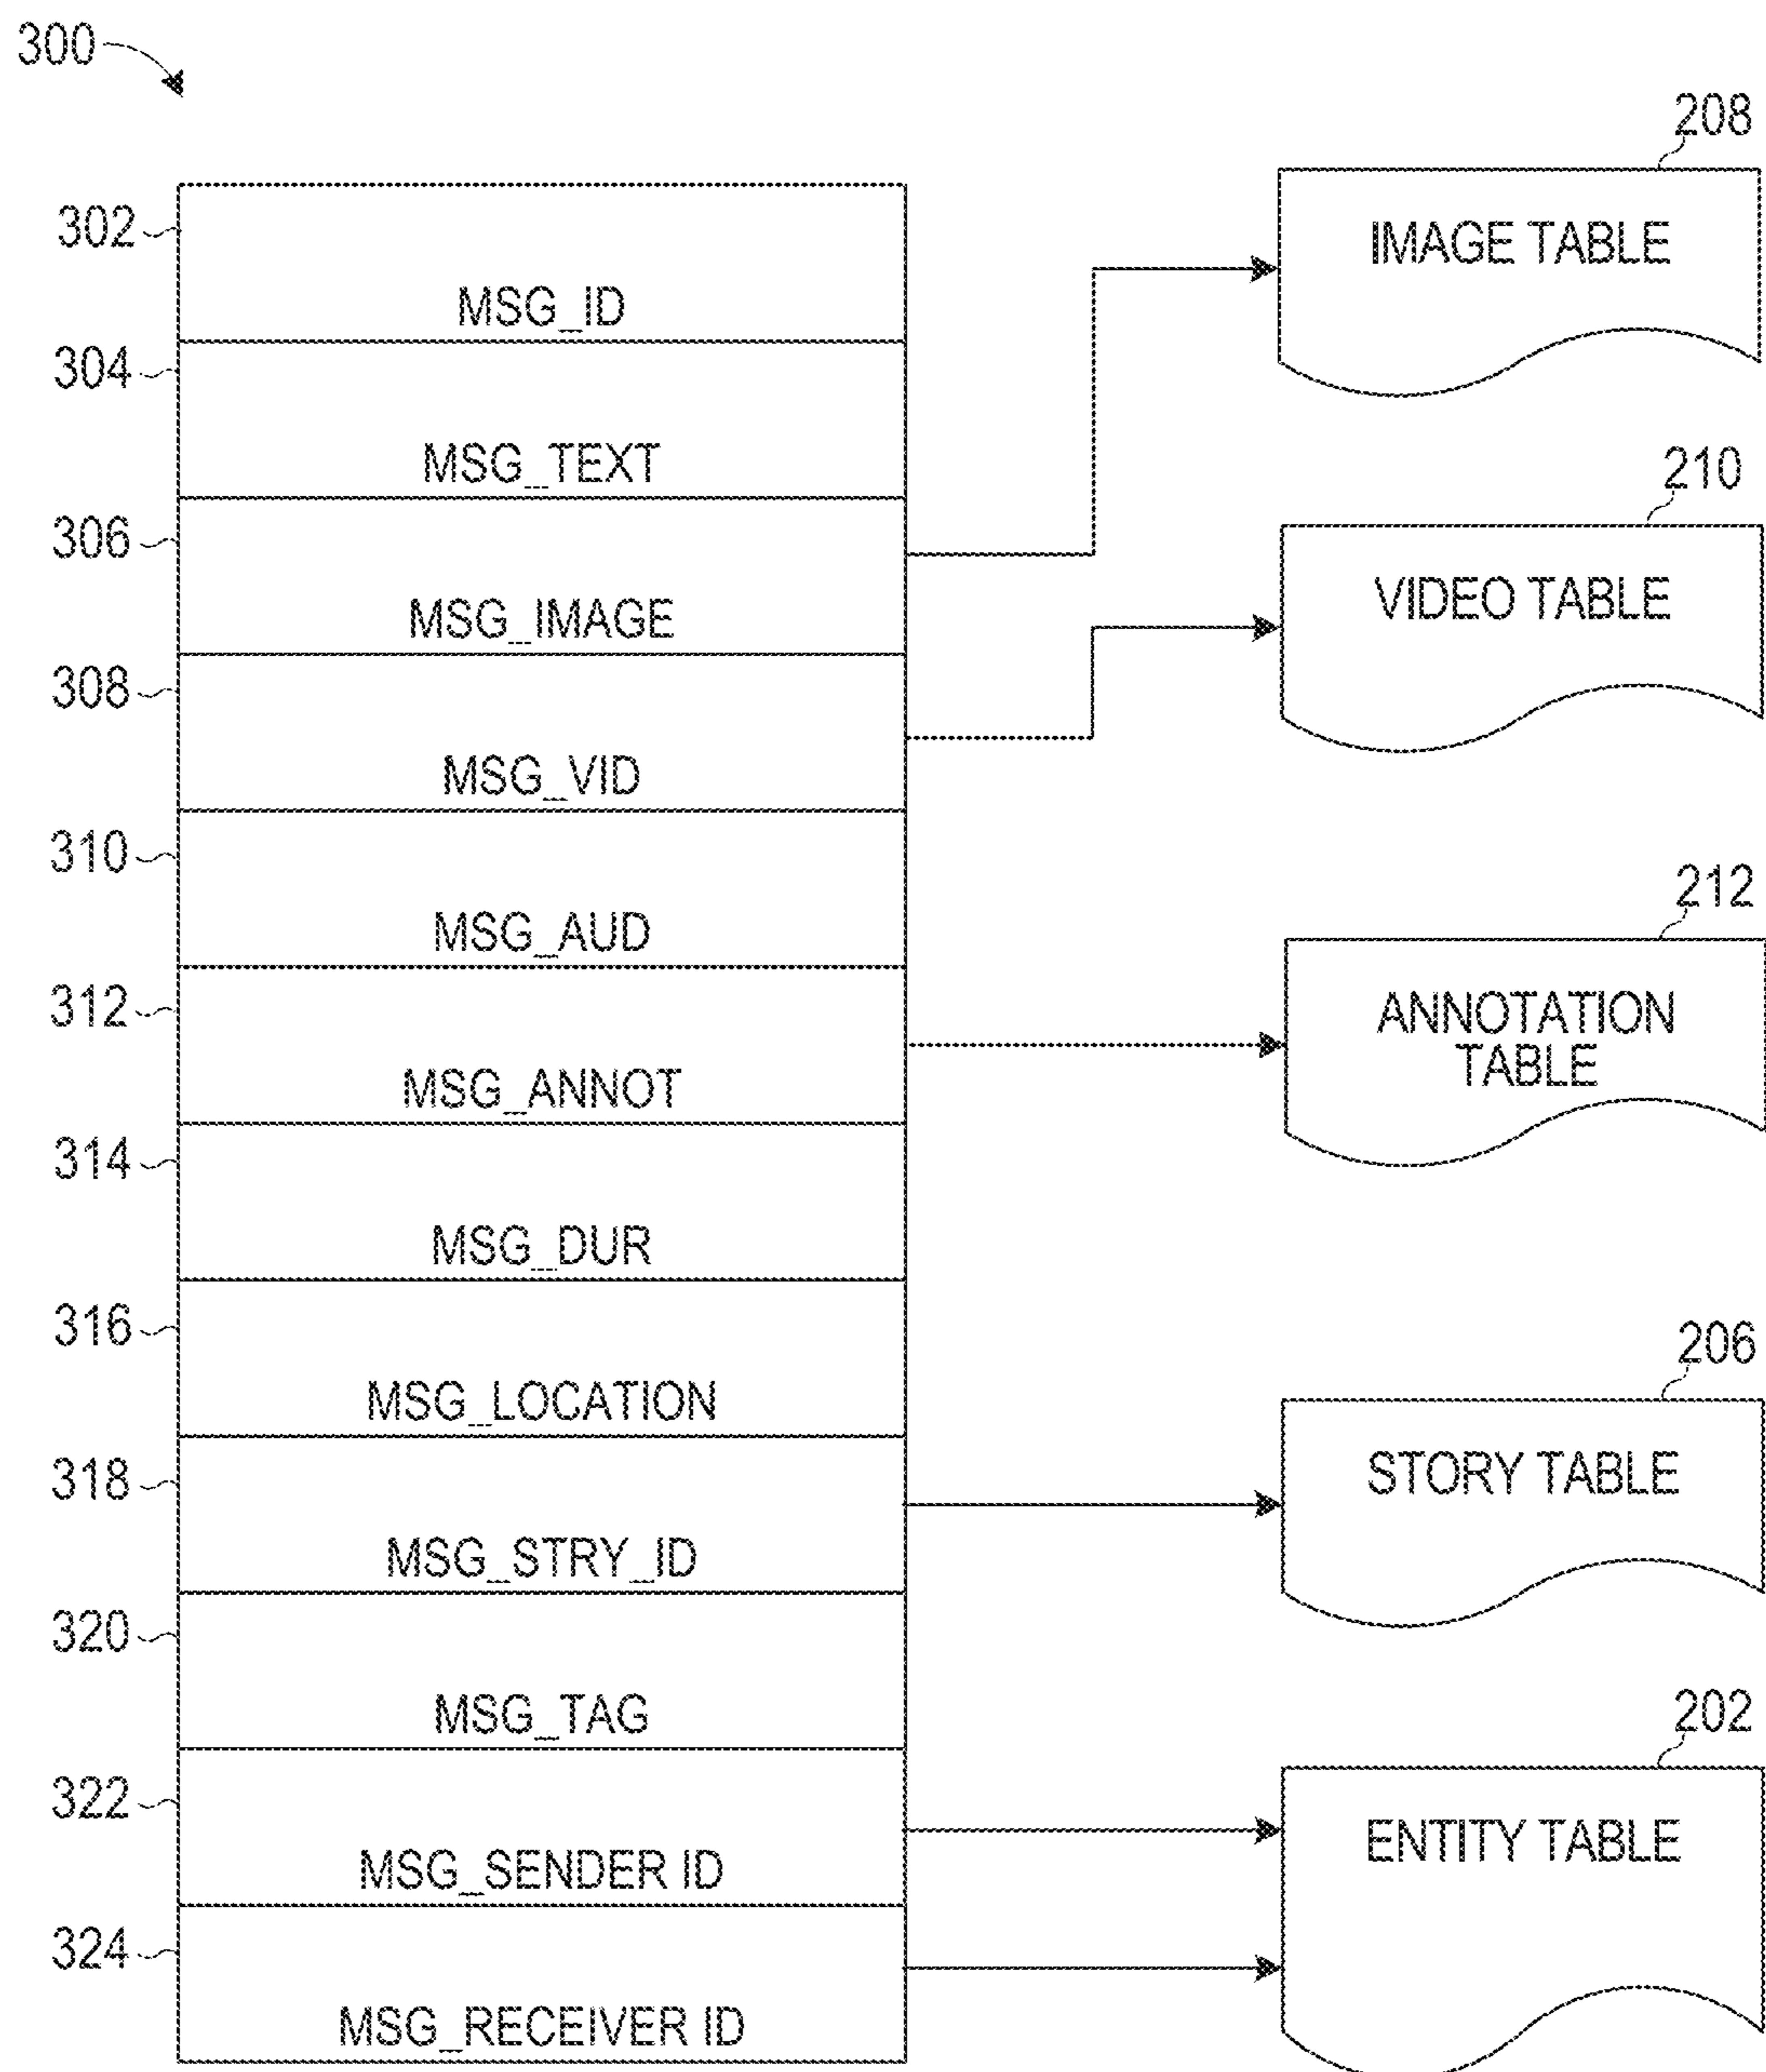 300
208
302
IMAGE TABLE
MSG_ID
304
MSG_TEXT
210
306
VIDEO TABLE
MSG_IMAGE
308
MSG_VID
310
212
MSG_AUD
312
ANNOTATION
TABLE
MSG_ANNOT
314
MSG_DUR
316
206
MSG_LOCATION
318
STORY TABLE
MSG_STRY_ID
320
202
MSG_TAG
322
ENTITY TABLE
MSG_SENDER ID
324
MSG_RECEIVER ID